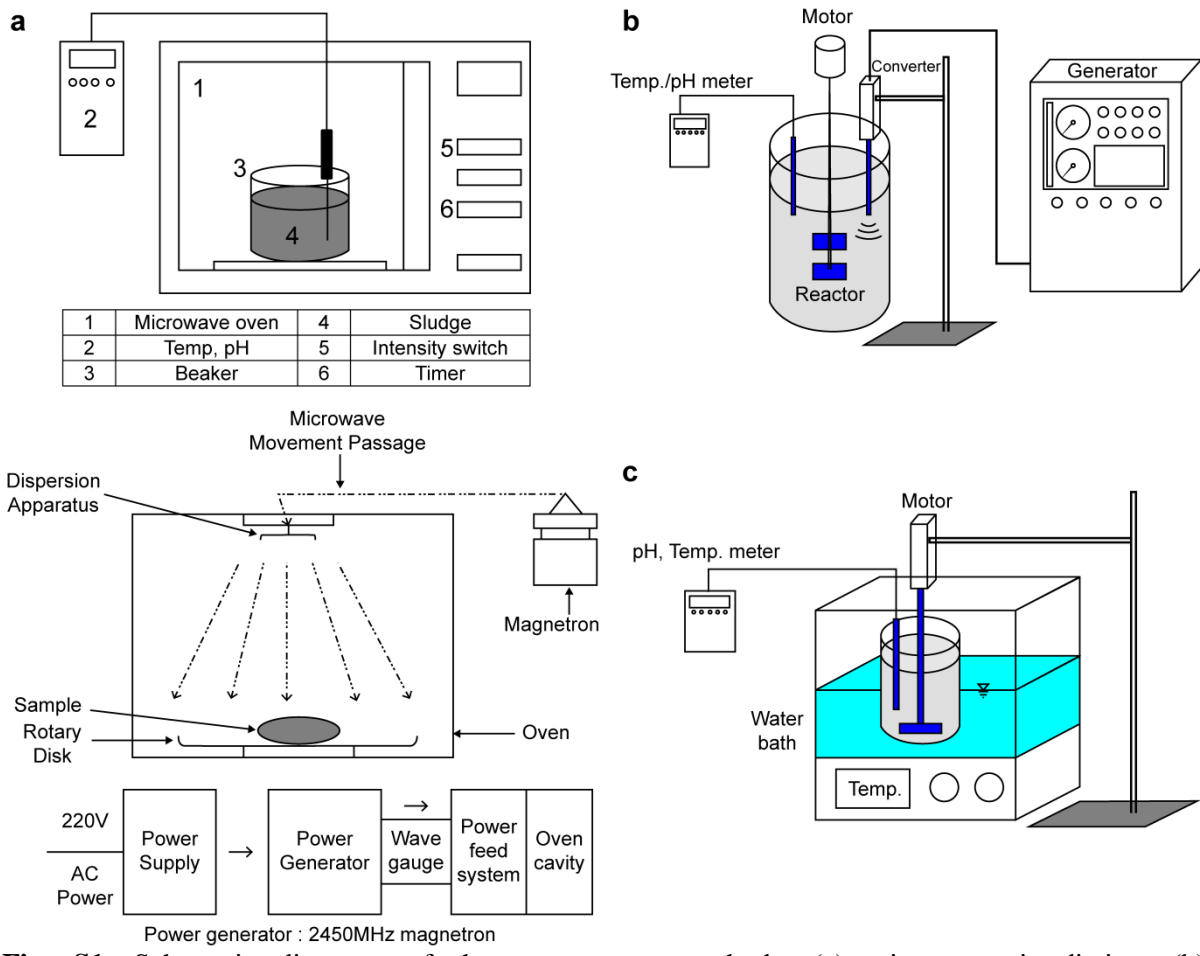 a
1
2
3
4
5
6
1 Microwave oven 4 Sludge
2 Temp, pH 5 Intensity switch
3 Beaker 6 Timer
Microwave
Movement Passage
Dispersion
Apparatus
Magnetron
Sample
Rotary
Disk
Oven
220V
AC
Power
Power
Supply
Power
Generator
Wave
gauge
Power
feed
system
Oven
cavity
Power generator : 2450MHz magnetron
b
Motor
Temp./pH meter
Converter
Generator
Reactor
c
Motor
pH, Temp. meter
Water
bath
Temp.